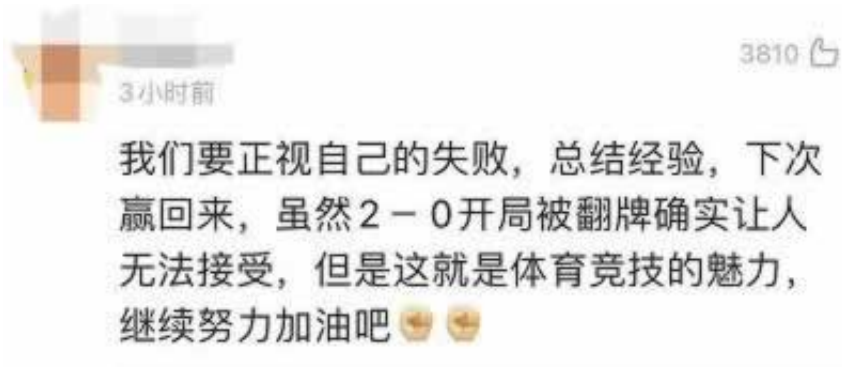 3810
3小时前
我们要正视自己的失败，总结经验，下次
赢回来，虽然2－0开局被翻牌确实让人
无法接受，但是这就是体育竞技的魅力，
继续努力加油吧✊✊